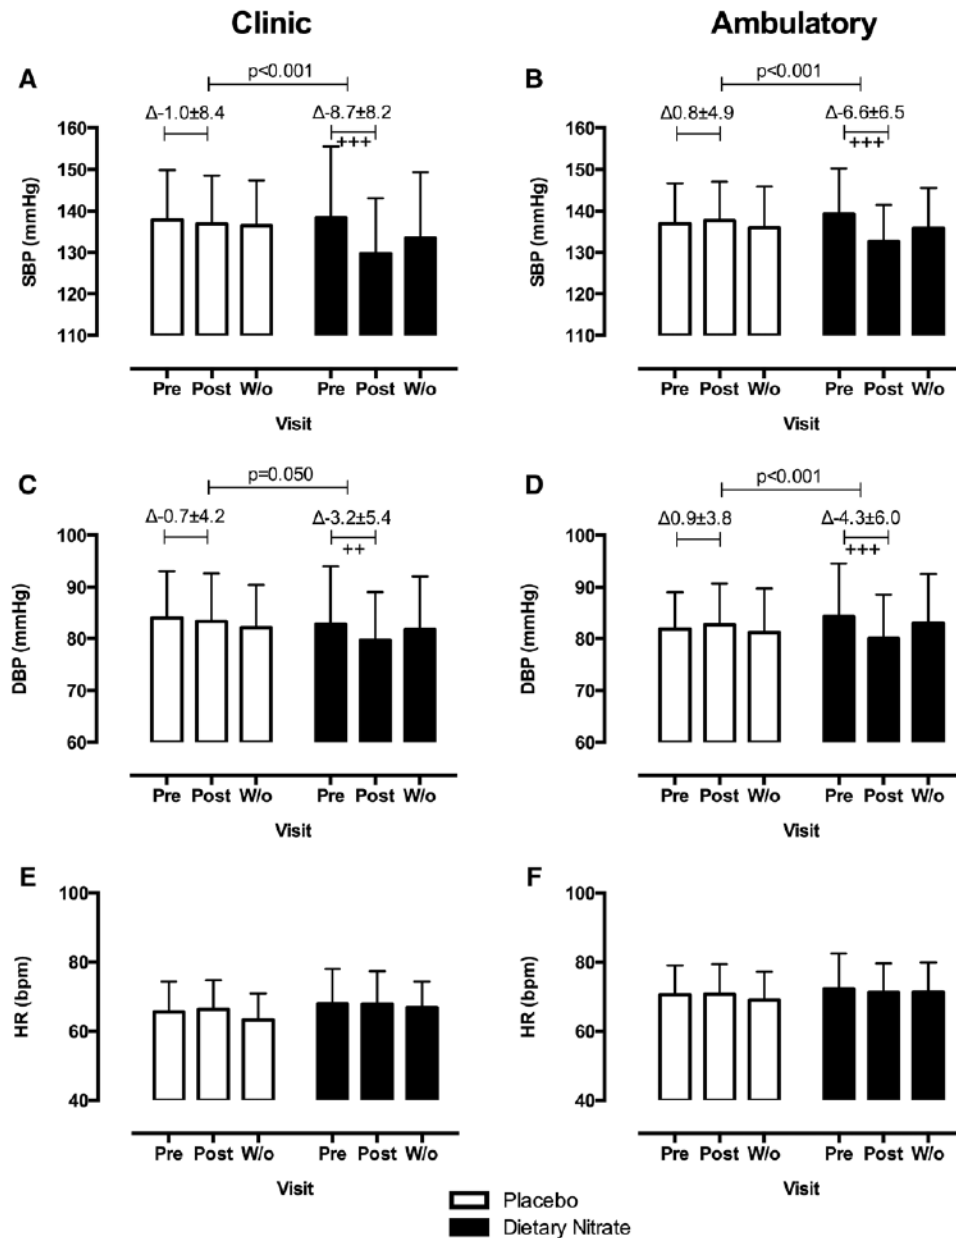 Clinic
Ambulatory
A
p<0.001
Δ-1.0±8.4
Δ-8.7±8.2
+++
160
150
140
130
120
110
SBP (mmHg)
Pre Post W/o Pre Post W/o
Visit
B
p<0.001
Δ0.8±4.9
Δ-6.6±6.5
+++
160
150
140
130
120
110
SBP (mmHg)
Pre Post W/o Pre Post W/o
Visit
C
p=0.050
Δ-0.7±4.2
Δ-3.2±5.4
++
100
90
80
70
60
DBP (mmHg)
Pre Post W/o Pre Post W/o
Visit
D
p<0.001
Δ0.9±3.8
Δ-4.3±6.0
+++
100
90
80
70
60
DBP (mmHg)
Pre Post W/o Pre Post W/o
Visit
E
100
80
60
40
HR (bpm)
Pre Post W/o Pre Post W/o
Visit
F
100
80
60
40
HR (bpm)
Pre Post W/o Pre Post W/o
Visit
Placebo
Dietary Nitrate